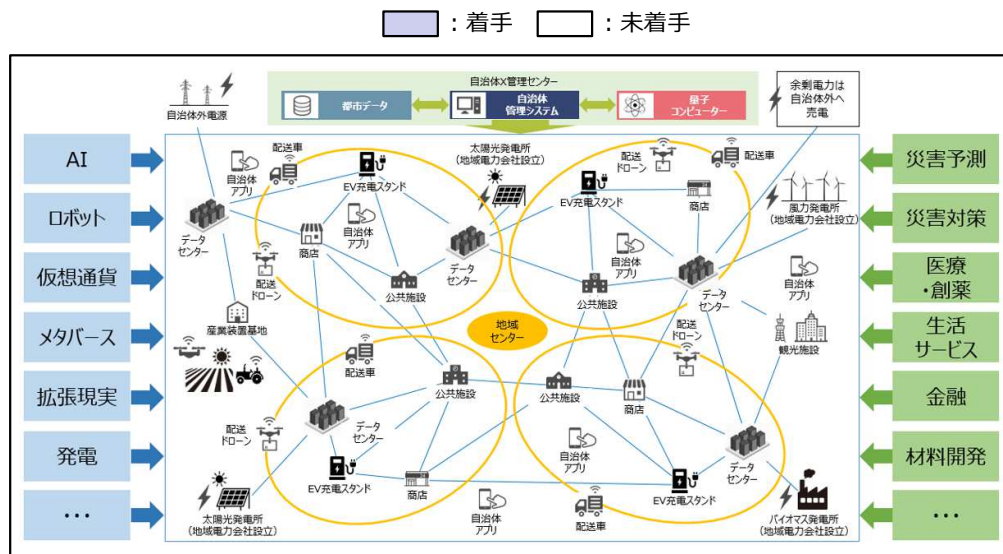 ：着手
：未着手
自治体X管理センター
都市データ
自治体
管理システム
量子
コンピューター
自治体外電源
余剰電力は
自治体外へ
売電
AI
ロボット
仮想通貨
メタバース
拡張現実
発電
・・・
災害予測
災害対策
医療
・創薬
生活
サービス
金融
材料開発
・・・
自治体
アプリ
配送車
EV充電スタンド
太陽光発電所
(地域電力会社設立)
データ
センター
商店
自治体
アプリ
公共施設
データ
センター
配送
ドローン
産業装置基地
EV充電スタンド
配送
ドローン
配送車
商店
自治体
アプリ
公共施設
データ
センター
風力発電所
(地域電力会社設立)
自治体
アプリ
観光施設
配送
ドローン
地域
センター
配送車
公共施設
データ
センター
配送
ドローン
EV充電スタンド
商店
太陽光発電所
(地域電力会社設立)
自治体
アプリ
公共施設
商店
自治体
アプリ
データ
センター
EV充電スタンド
配送車
バイオマス発電所
(地域電力会社設立)